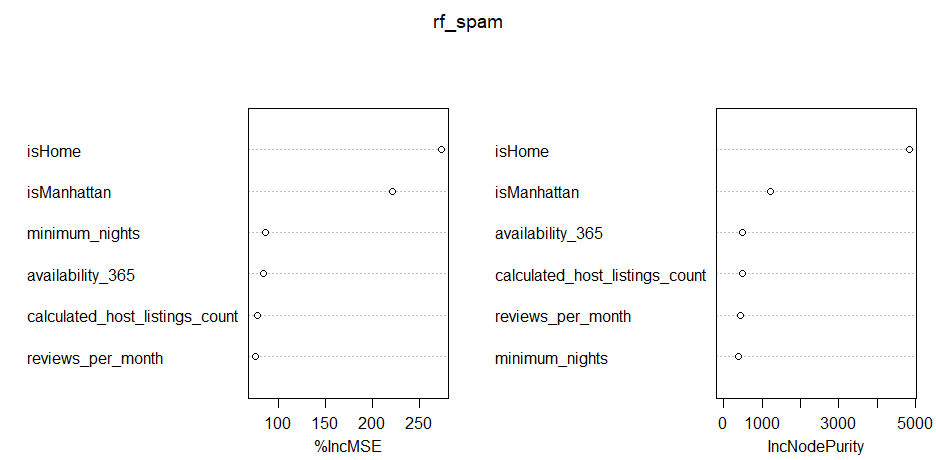 rf_spam
isHome
isManhattan
minimum_nights
availability_365
calculated_host_listings_count
reviews_per_month
100 150 200 250
%IncMSE
isHome
isManhattan
availability_365
calculated_host_listings_count
reviews_per_month
minimum_nights
0 1000 3000 5000
IncNodePurity